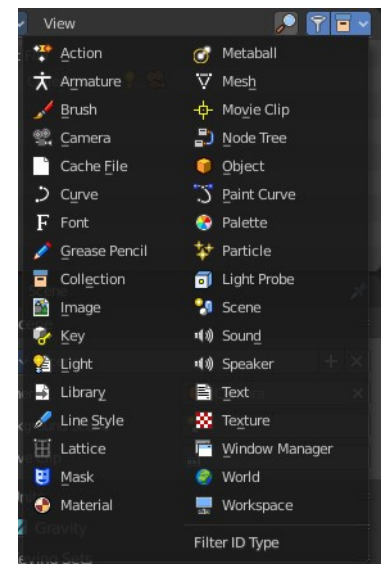 View
Action
Armature
Brush
Camera
Cache File
Curve
Font
Grease Pencil
Collection
Image
Key
Light
Library
Line Style
Lattice
Mask
Material
Metaball
Mesh
Movie Clip
Node Tree
Object
Paint Curve
Palette
Particle
Light Probe
Scene
Sound
Speaker
Text
Texture
Window Manager
World
Workspace
Filter ID Type
Scene
Gravity